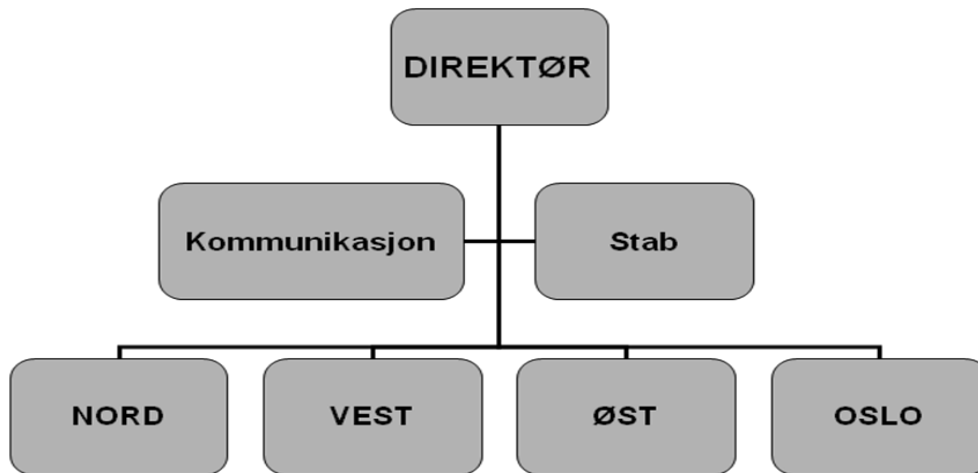 DIREKTØR
Kommunikasjon
Stab
NORD
VEST
ØST
OSLO